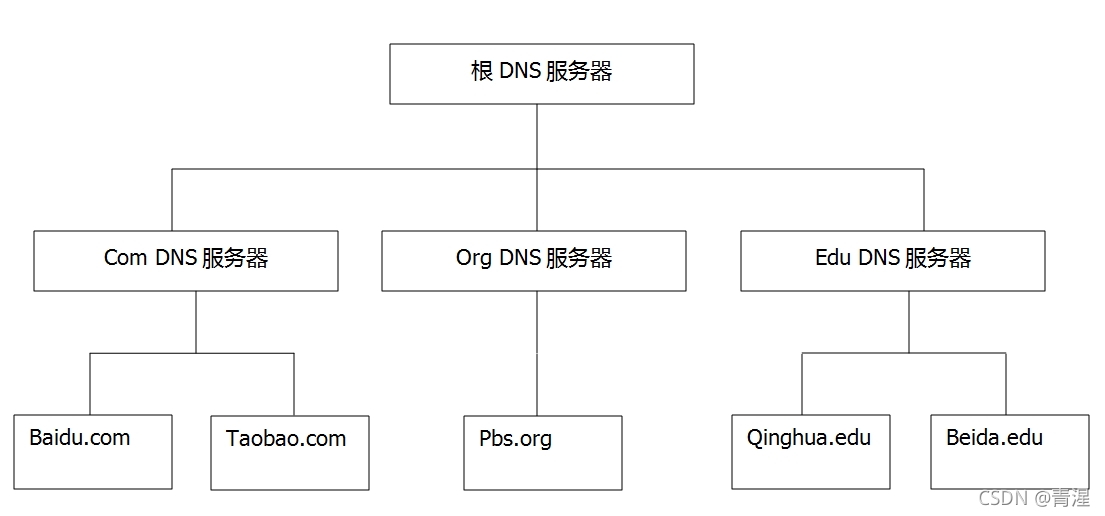 根 DNS 服务器
Com DNS 服务器
Org DNS 服务器
Edu DNS 服务器
Baidu.com
Taobao.com
Pbs.org
Qinghua.edu
Beida.edu
CSDN @青湦